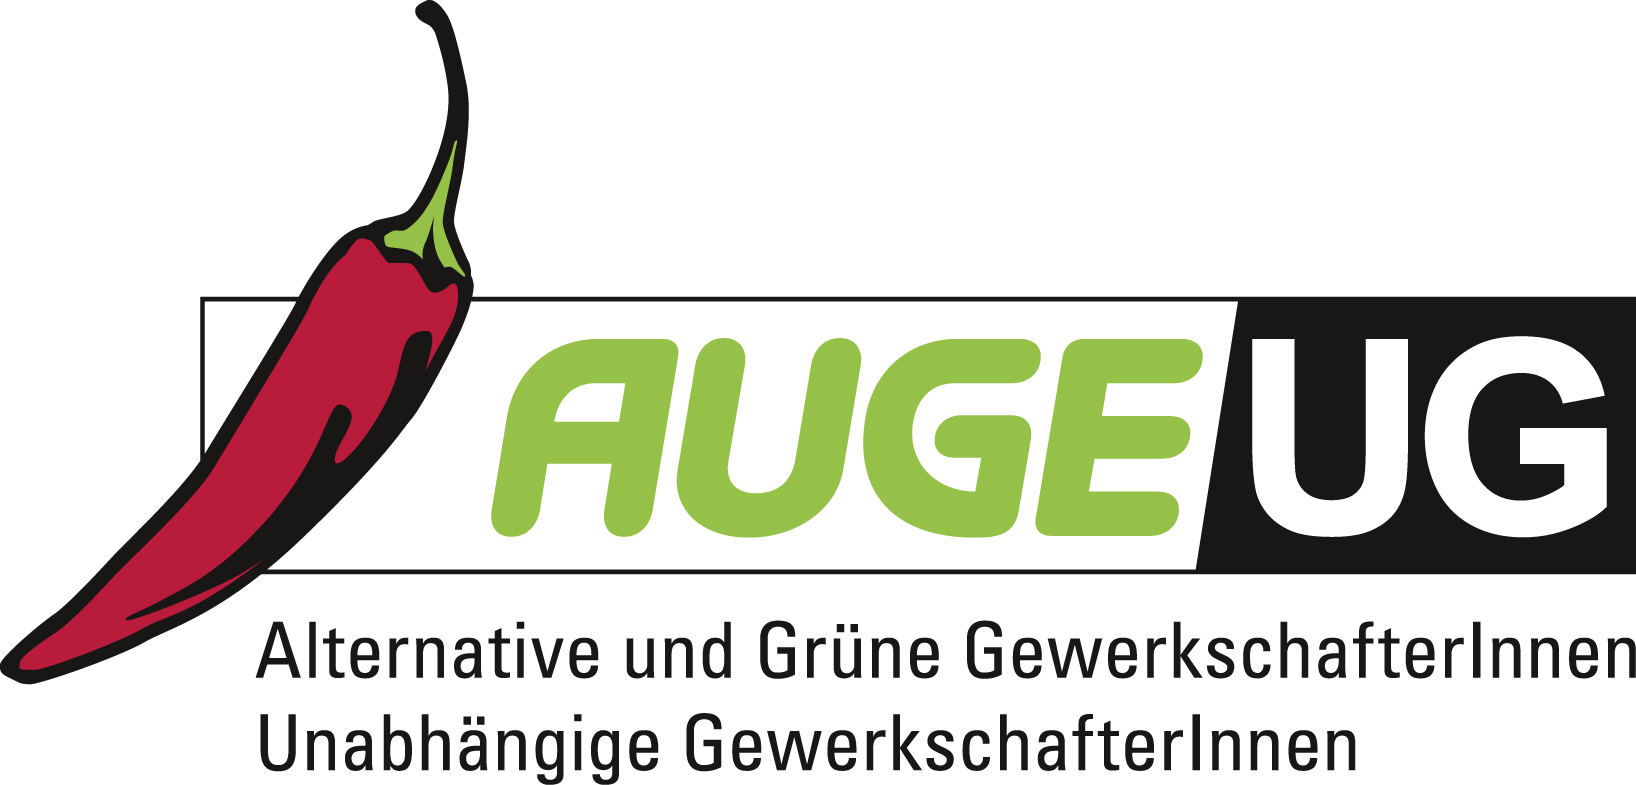 AUGE UG
Alternative und Grüne GewerkschafterInnen
Unabhängige GewerkschafterInnen